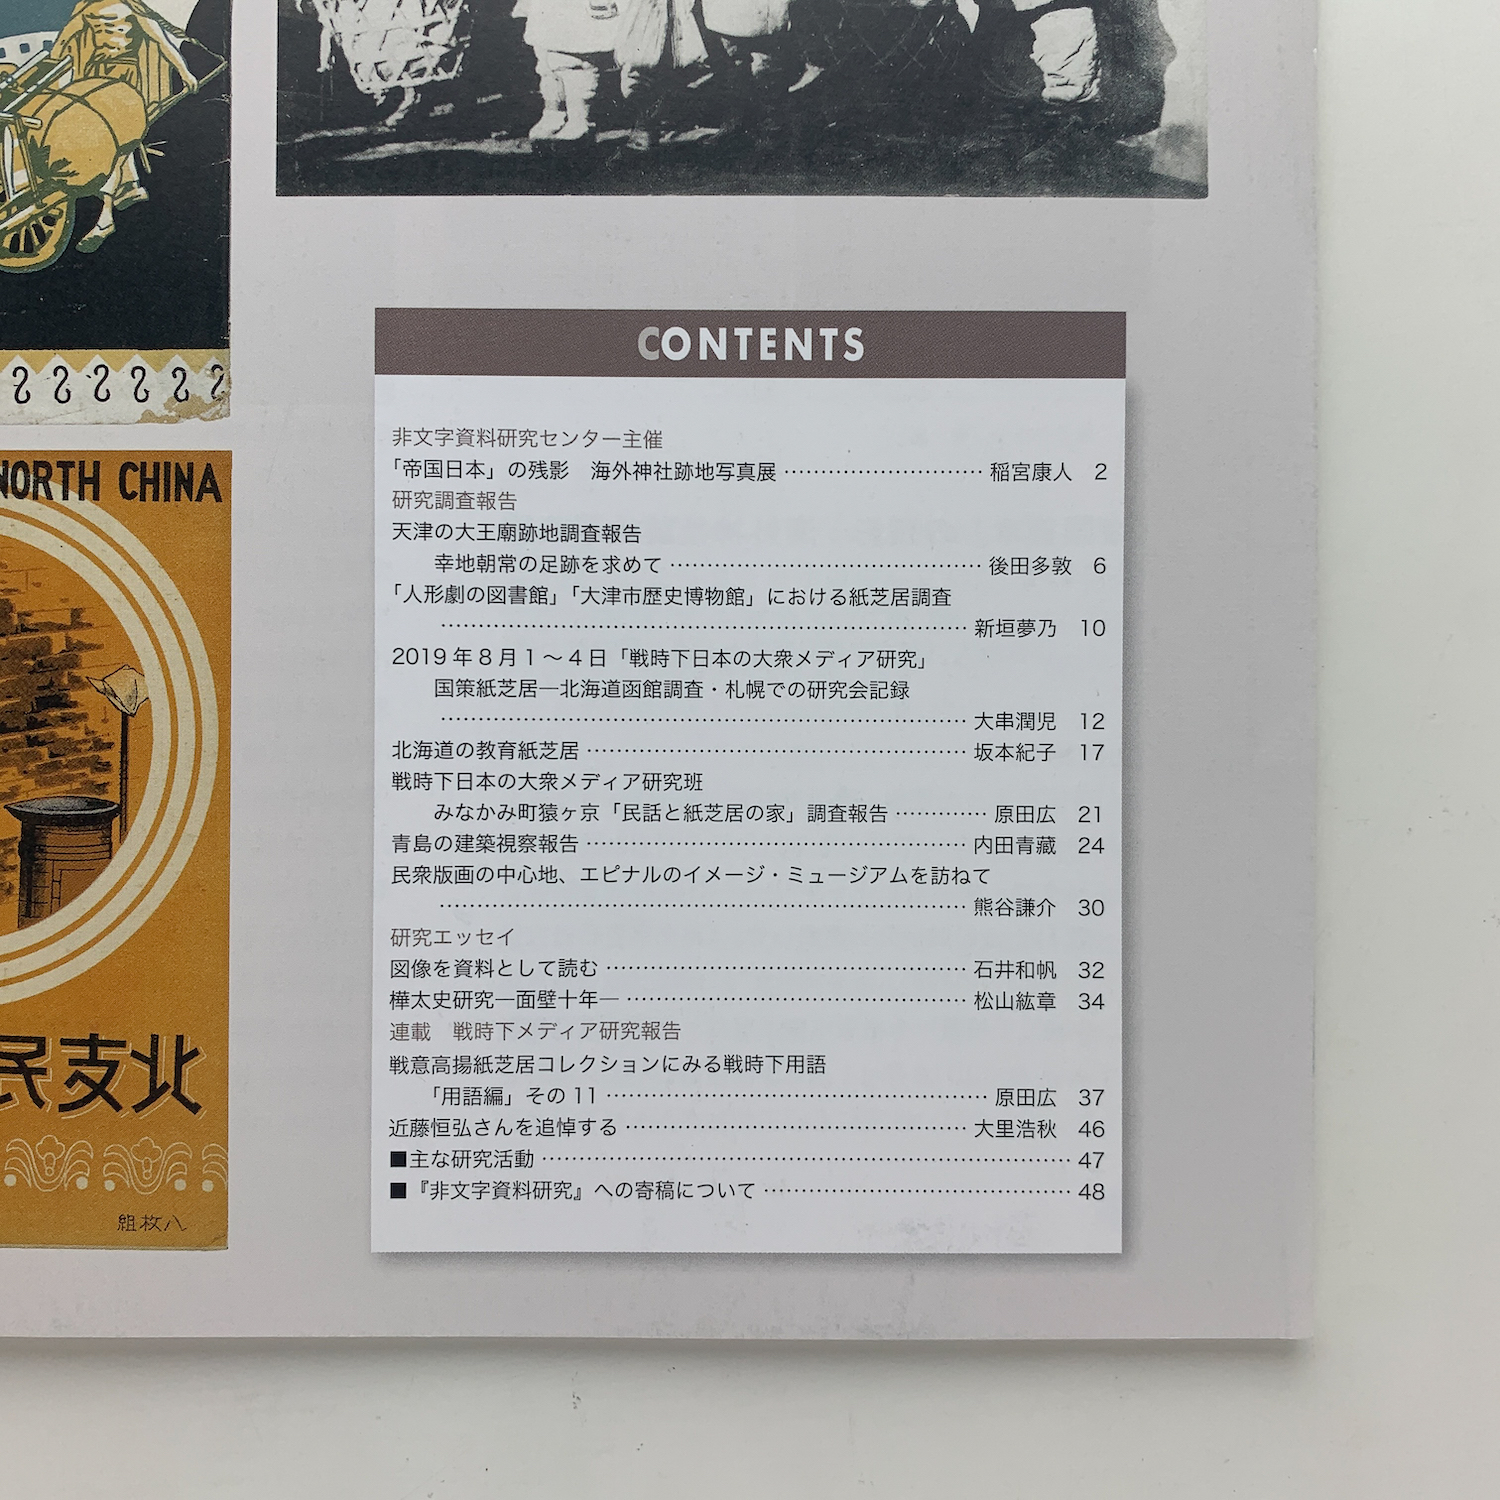 NORTH CHINA
民支北
組枚八
CONTENTS
非文字資料研究センター主催
「帝国日本」の残影　海外神社跡地写真展 ………………………… 稲宮康人　2
研究調査報告
天津の大王廟跡地調査報告
幸地朝常の足跡を求めて ………………………………………… 後田多敦　6
「人形劇の図書館」「大津市歴史博物館」における紙芝居調査
…………………………………………………………………… 新垣夢乃　10
2019年8月1～4日「戦時下日本の大衆メディア研究」
国策紙芝居―北海道函館調査・札幌での研究会記録
…………………………………………………………………… 大串潤児　12
北海道の教育紙芝居 ………………………………………………… 坂本紀子　17
戦時下日本の大衆メディア研究班
みなかみ町猿ヶ京「民話と紙芝居の家」調査報告 ………… 原田広　21
青島の建築視察報告 ………………………………………………… 内田青蔵　24
民衆版画の中心地、エピナルのイメージ・ミュージアムを訪ねて
…………………………………………………………………… 熊谷謙介　30
研究エッセイ
図像を資料として読む ……………………………………………… 石井和帆　32
樺太史研究―面壁十年― …………………………………………… 松山紘章　34
連載　戦時下メディア研究報告
戦意高揚紙芝居コレクションにみる戦時下用語
「用語編」その11 ………………………………………………… 原田広　37
近藤恒弘さんを追悼する …………………………………………… 大里浩秋　46
■主な研究活動 …………………………………………………………………… 47
■『非文字資料研究』への寄稿について ……………………………………… 48